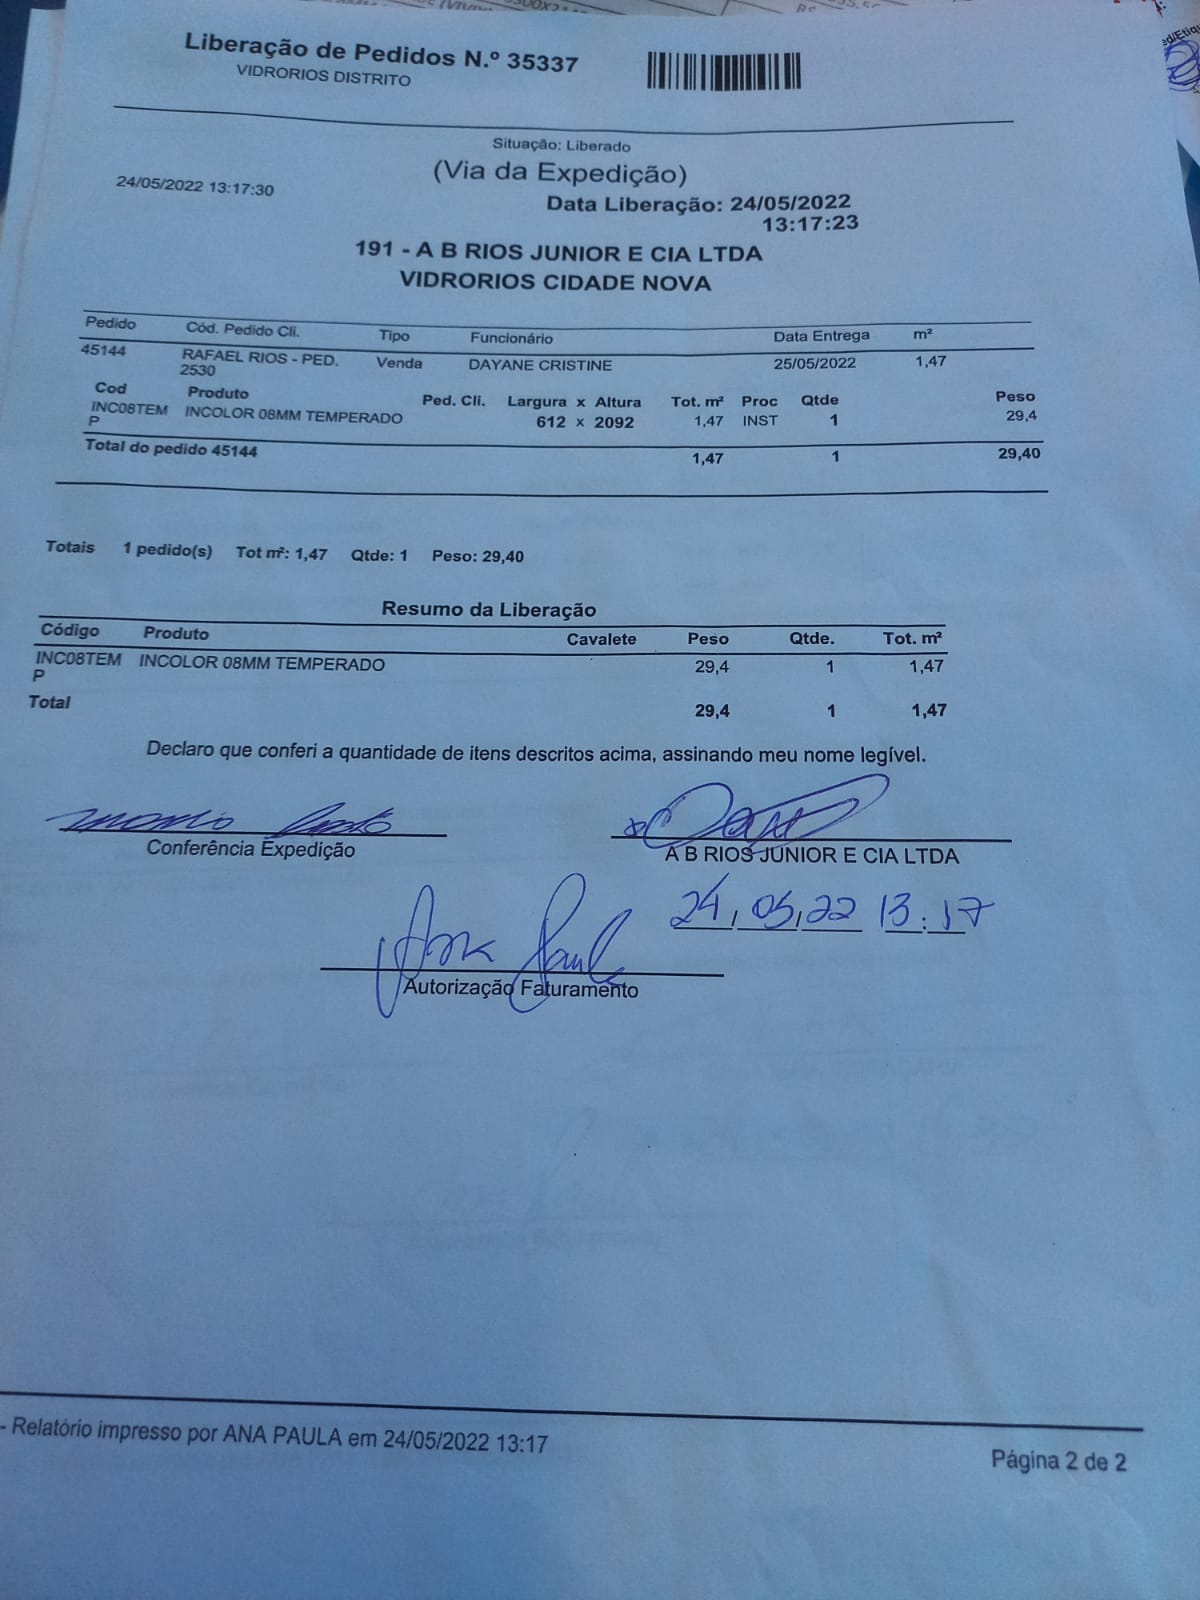 Liberação de Pedidos N.º 35337
VIDRORIOS DISTRITO
Situação: Liberado
(Via da Expedição)
24/05/2022 13:17:30
Data Liberação: 24/05/2022
13:17:23
191 - A B RIOS JUNIOR E CIA LTDA
VIDRORIOS CIDADE NOVA
Pedido Cód. Pedido Cli. Tipo Funcionário Data Entrega m²
45144 RAFAEL RIOS - PED. 2530 Venda DAYANE CRISTINE 25/05/2022 1,47
Cod Produto Ped. Cli. Largura x Altura Tot. m² Proc Qtde Peso
INC08TEM P INCOLOR 08MM TEMPERADO 612 x 2092 1,47 INST 1 29,4
Total do pedido 45144 1,47 1 29,40
Totais 1 pedido(s) Tot m²: 1,47 Qtde: 1 Peso: 29,40
Resumo da Liberação
Código Produto Cavalete Peso Qtde. Tot. m²
INC08TEM P INCOLOR 08MM TEMPERADO 29,4 1 1,47
Total 29,4 1 1,47
Declaro que conferi a quantidade de itens descritos acima, assinando meu nome legível.
Conferência Expedição
A B RIOS JUNIOR E CIA LTDA
24, 05, 22 13:17
Ana Paula
Autorização Faturamento
- Relatório impresso por ANA PAULA em 24/05/2022 13:17
Página 2 de 2